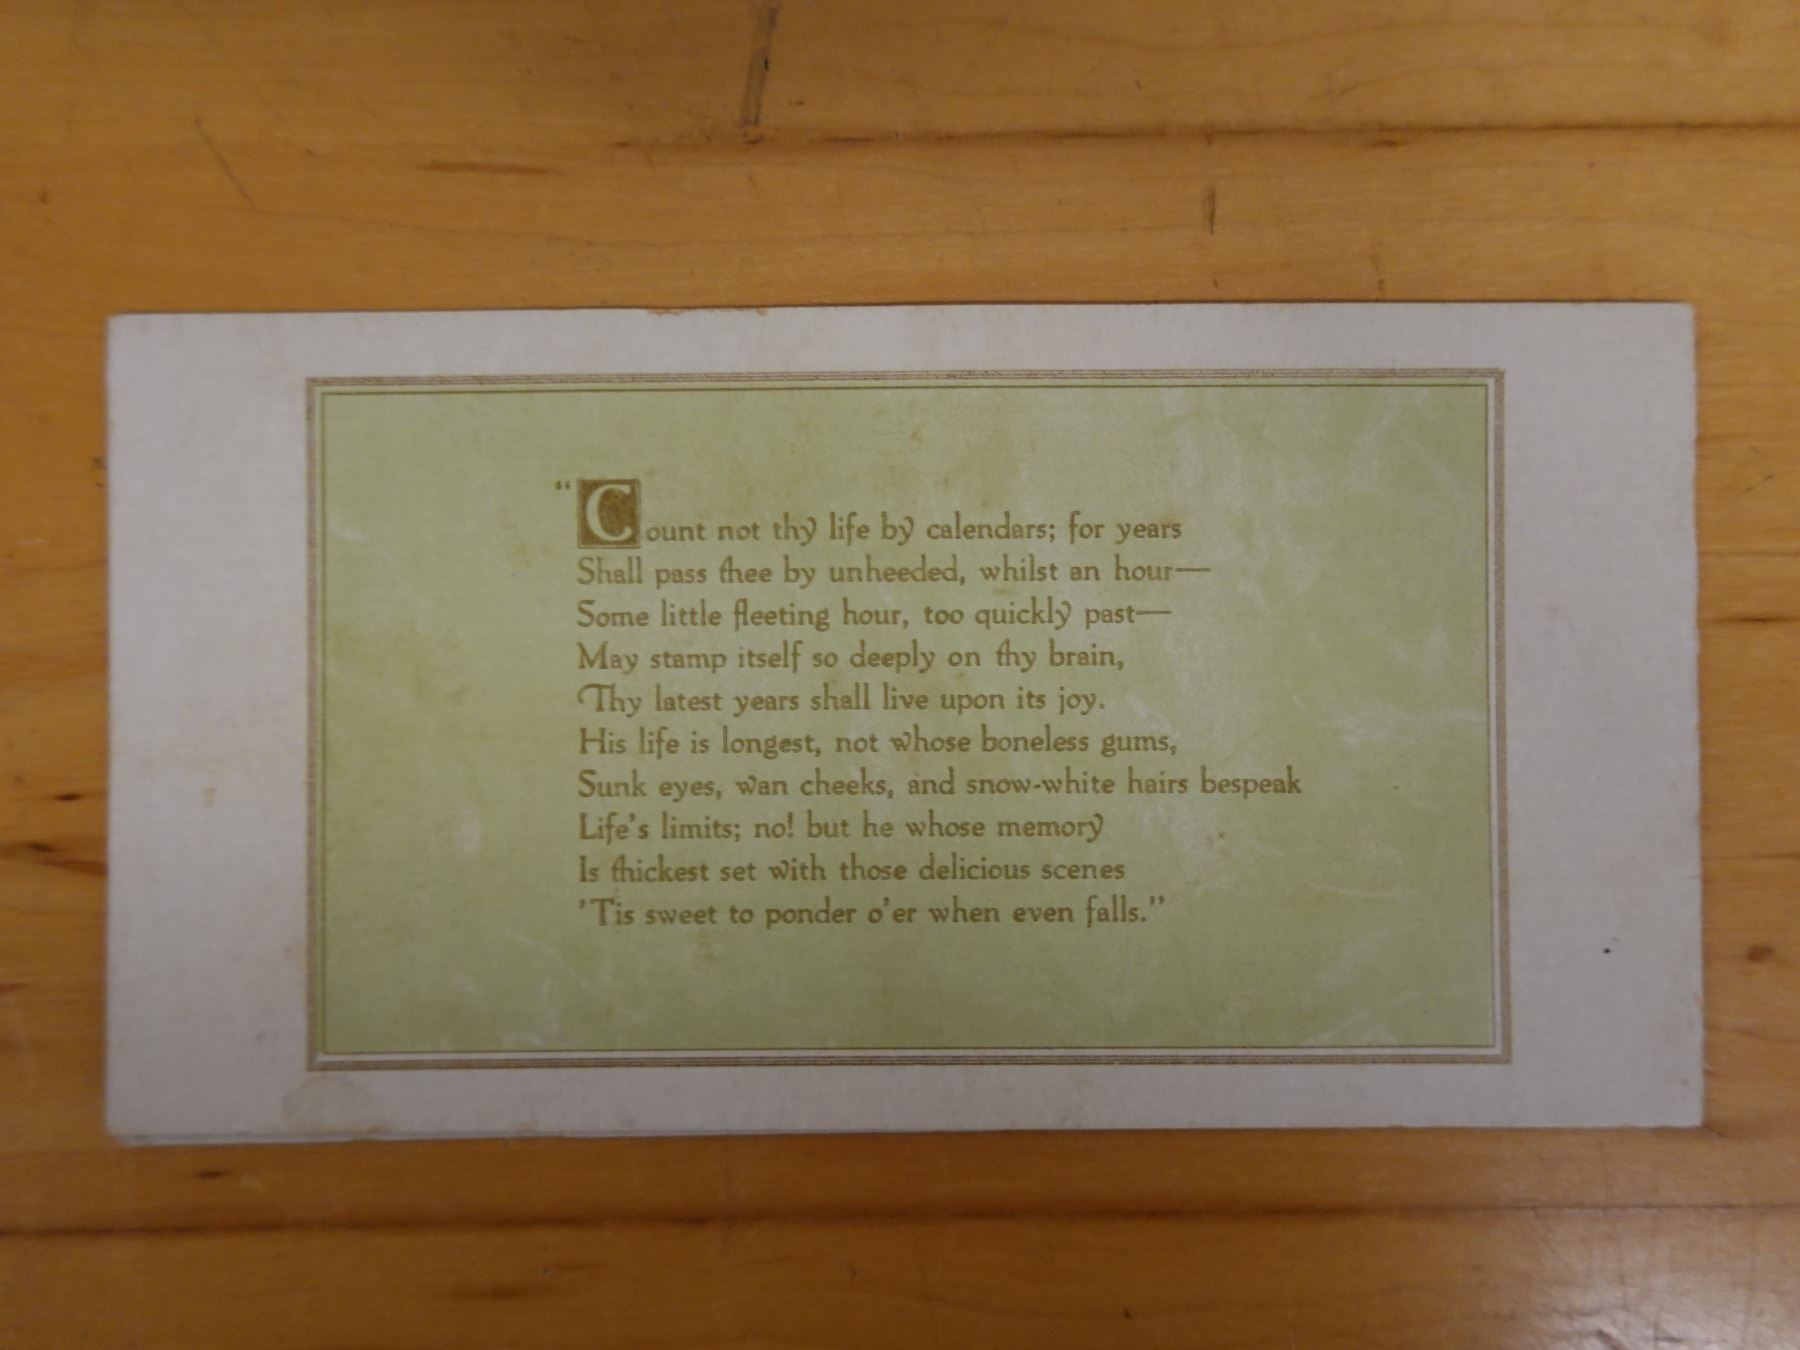 "Count not thy life by calendars; for years
Shall pass thee by unheeded, whilst an hour—
Some little fleeting hour, too quickly past—
May stamp itself so deeply on thy brain,
Thy latest years shall live upon its joy.
His life is longest, not whose boneless gums,
Sunk eyes, wan cheeks, and snow-white hairs bespeak
Life's limits; no! but he whose memory
Is thickest set with those delicious scenes
'Tis sweet to ponder o'er when even falls."